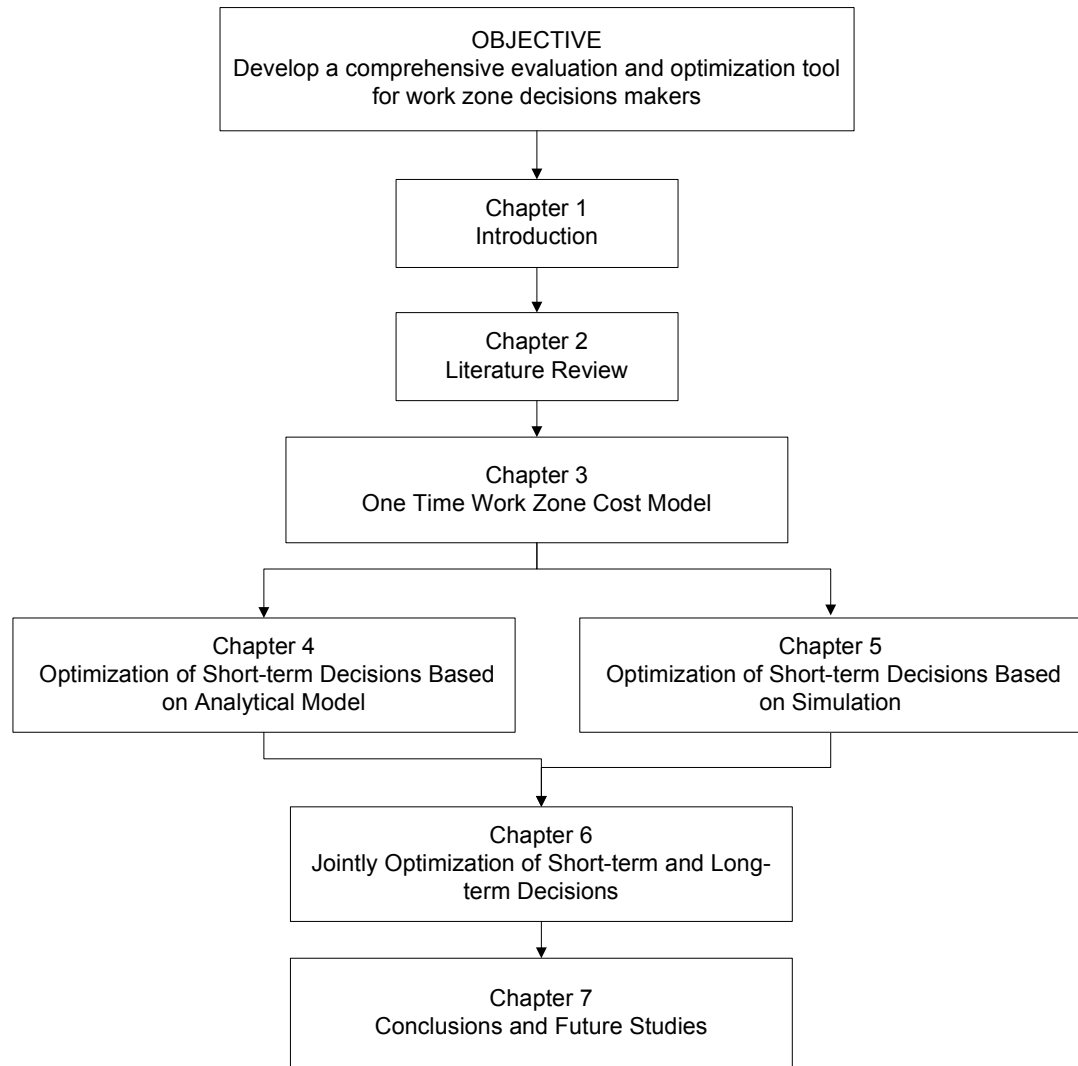 OBJECTIVE
Develop a comprehensive evaluation and optimization tool
for work zone decisions makers
Chapter 1
Introduction
Chapter 2
Literature Review
Chapter 3
One Time Work Zone Cost Model
Chapter 4
Optimization of Short-term Decisions Based
on Analytical Model
Chapter 5
Optimization of Short-term Decisions Based
on Simulation
Chapter 6
Jointly Optimization of Short-term and Long-
term Decisions
Chapter 7
Conclusions and Future Studies